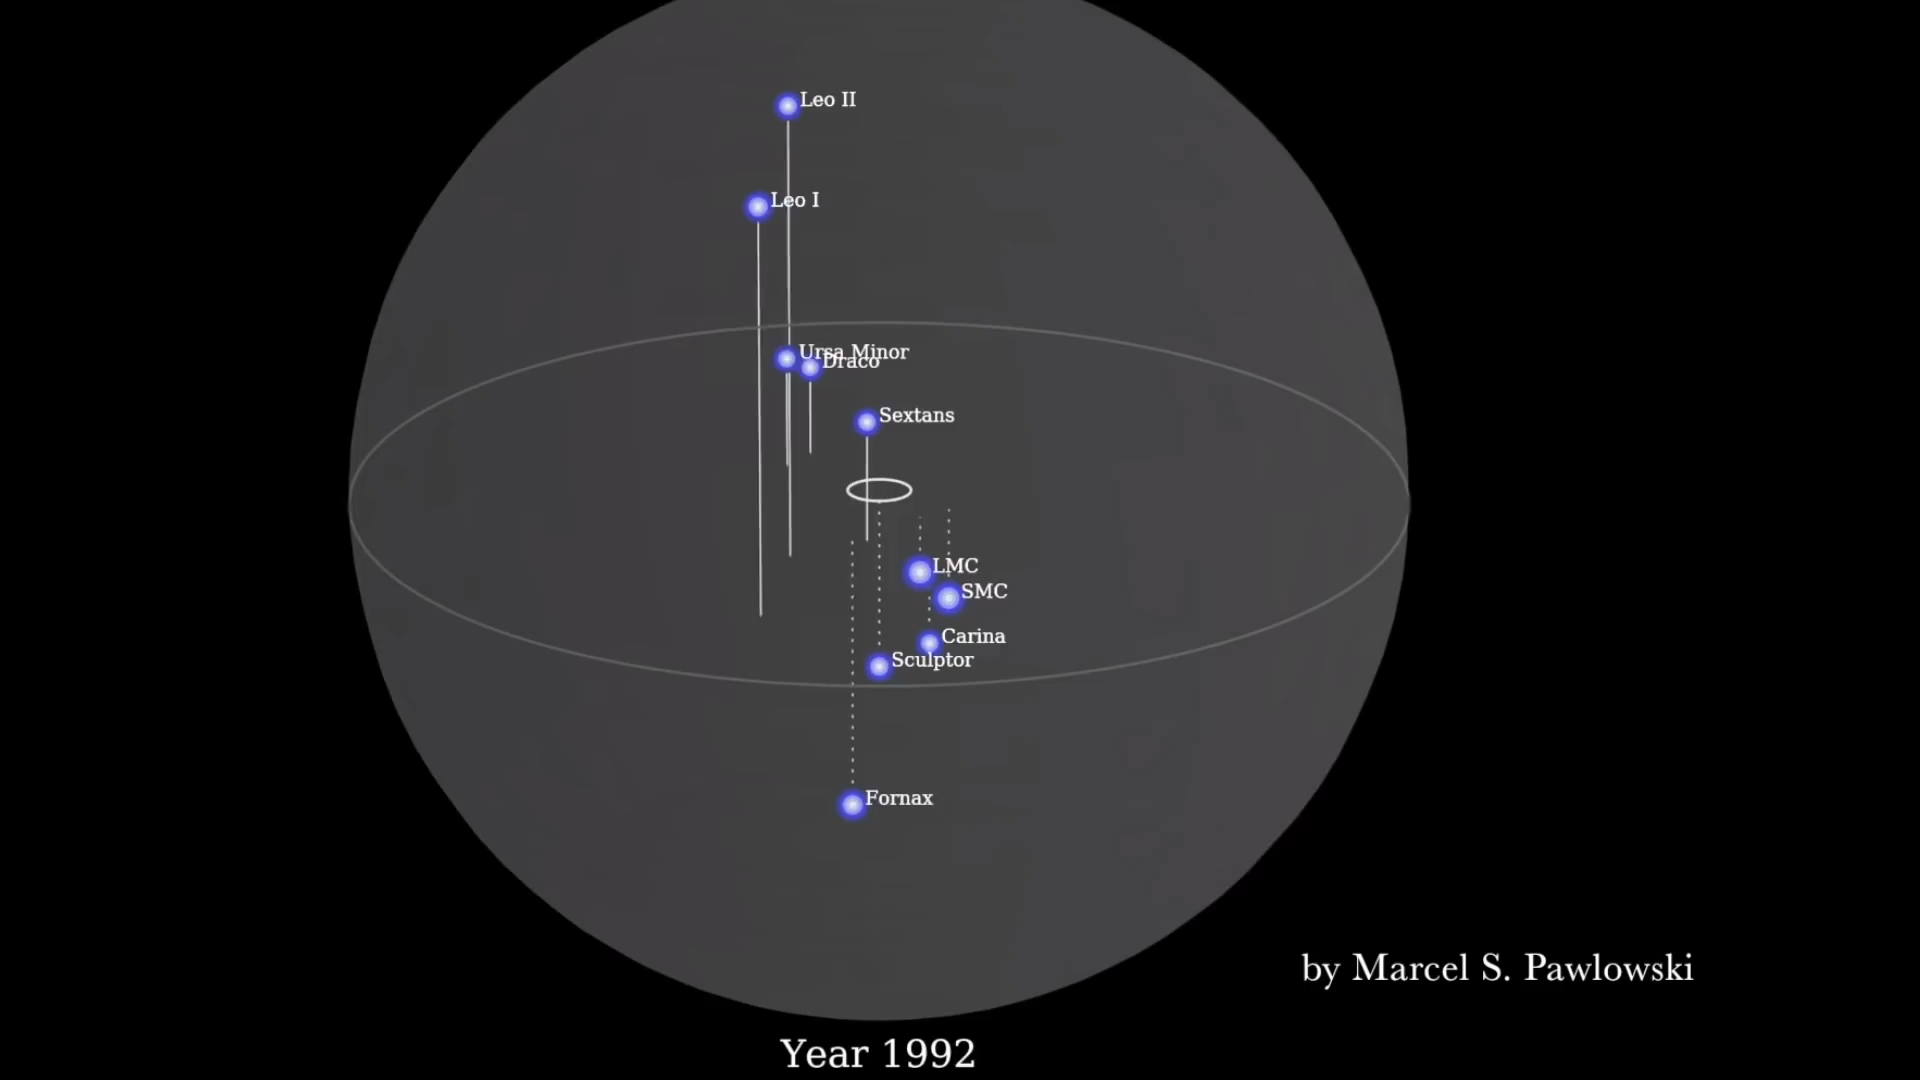 Leo II
Leo I
Ursa Minor
Draco
Sextans
LMC
SMC
Carina
Sculptor
Fornax
by Marcel S. Pawlowski
Year 1992